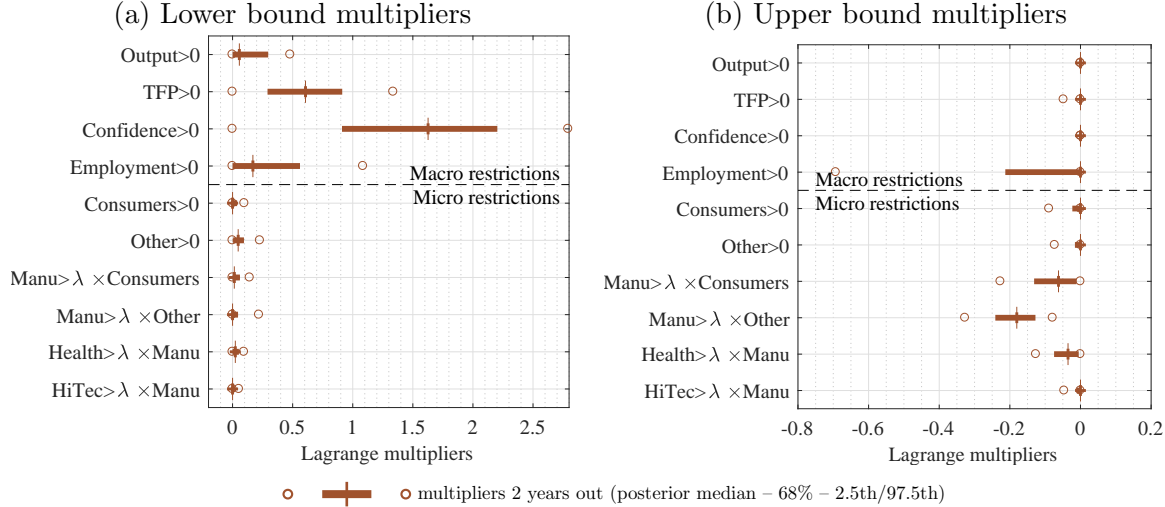 (a) Lower bound multipliers
Output>0
TFP>0
Confidence>0
Employment>0
Consumers>0
Other>0
Manu>λ ×Consumers
Manu>λ ×Other
Health>λ ×Manu
HiTec>λ ×Manu
Macro restrictions
Micro restrictions
0 0.5 1 1.5 2 2.5
Lagrange multipliers
(b) Upper bound multipliers
Output>0
TFP>0
Confidence>0
Employment>0
Consumers>0
Other>0
Manu>λ ×Consumers
Manu>λ ×Other
Health>λ ×Manu
HiTec>λ ×Manu
Macro restrictions
Micro restrictions
-0.8 -0.6 -0.4 -0.2 0 0.2
Lagrange multipliers
multipliers 2 years out (posterior median – 68% – 2.5th/97.5th)